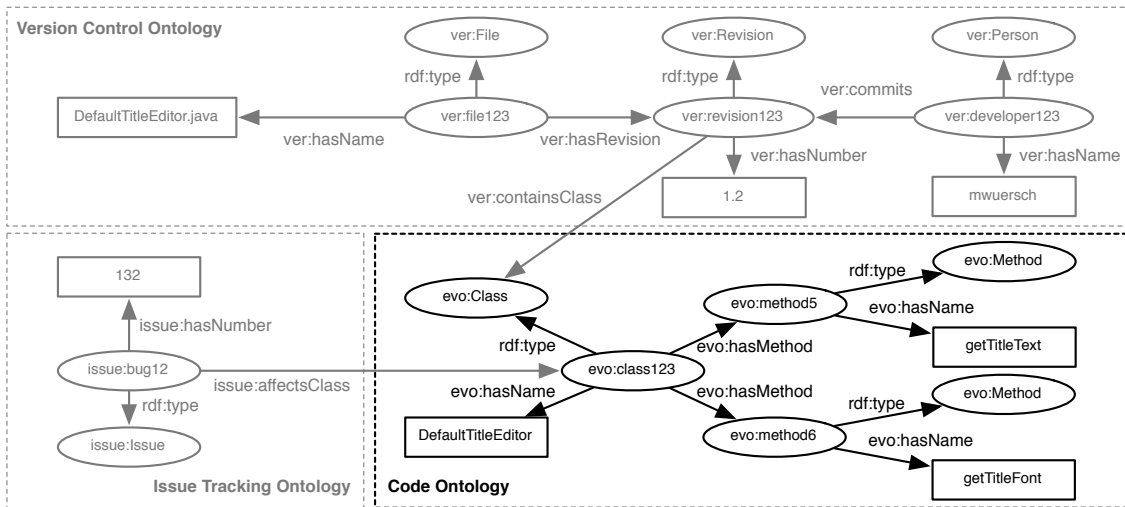 Version Control Ontology
ver:File
ver:Revision
ver:Person
rdf:type
rdf:type
rdf:type
ver:commits
DefaultTitleEditor.java
ver:file123
ver:revision123
ver:developer123
ver:hasName
ver:hasRevision
ver:hasNumber
ver:hasName
ver:containsClass
1.2
mwuersch
132
issue:hasNumber
issue:bug12
issue:affectsClass
rdf:type
issue:Issue
Issue Tracking Ontology
evo:Method
rdf:type
evo:Class
evo:method5
evo:hasName
rdf:type
evo:hasMethod
getTitleText
evo:class123
evo:hasName
evo:hasMethod
evo:Method
rdf:type
DefaultTitleEditor
evo:method6
evo:hasName
getTitleFont
Code Ontology